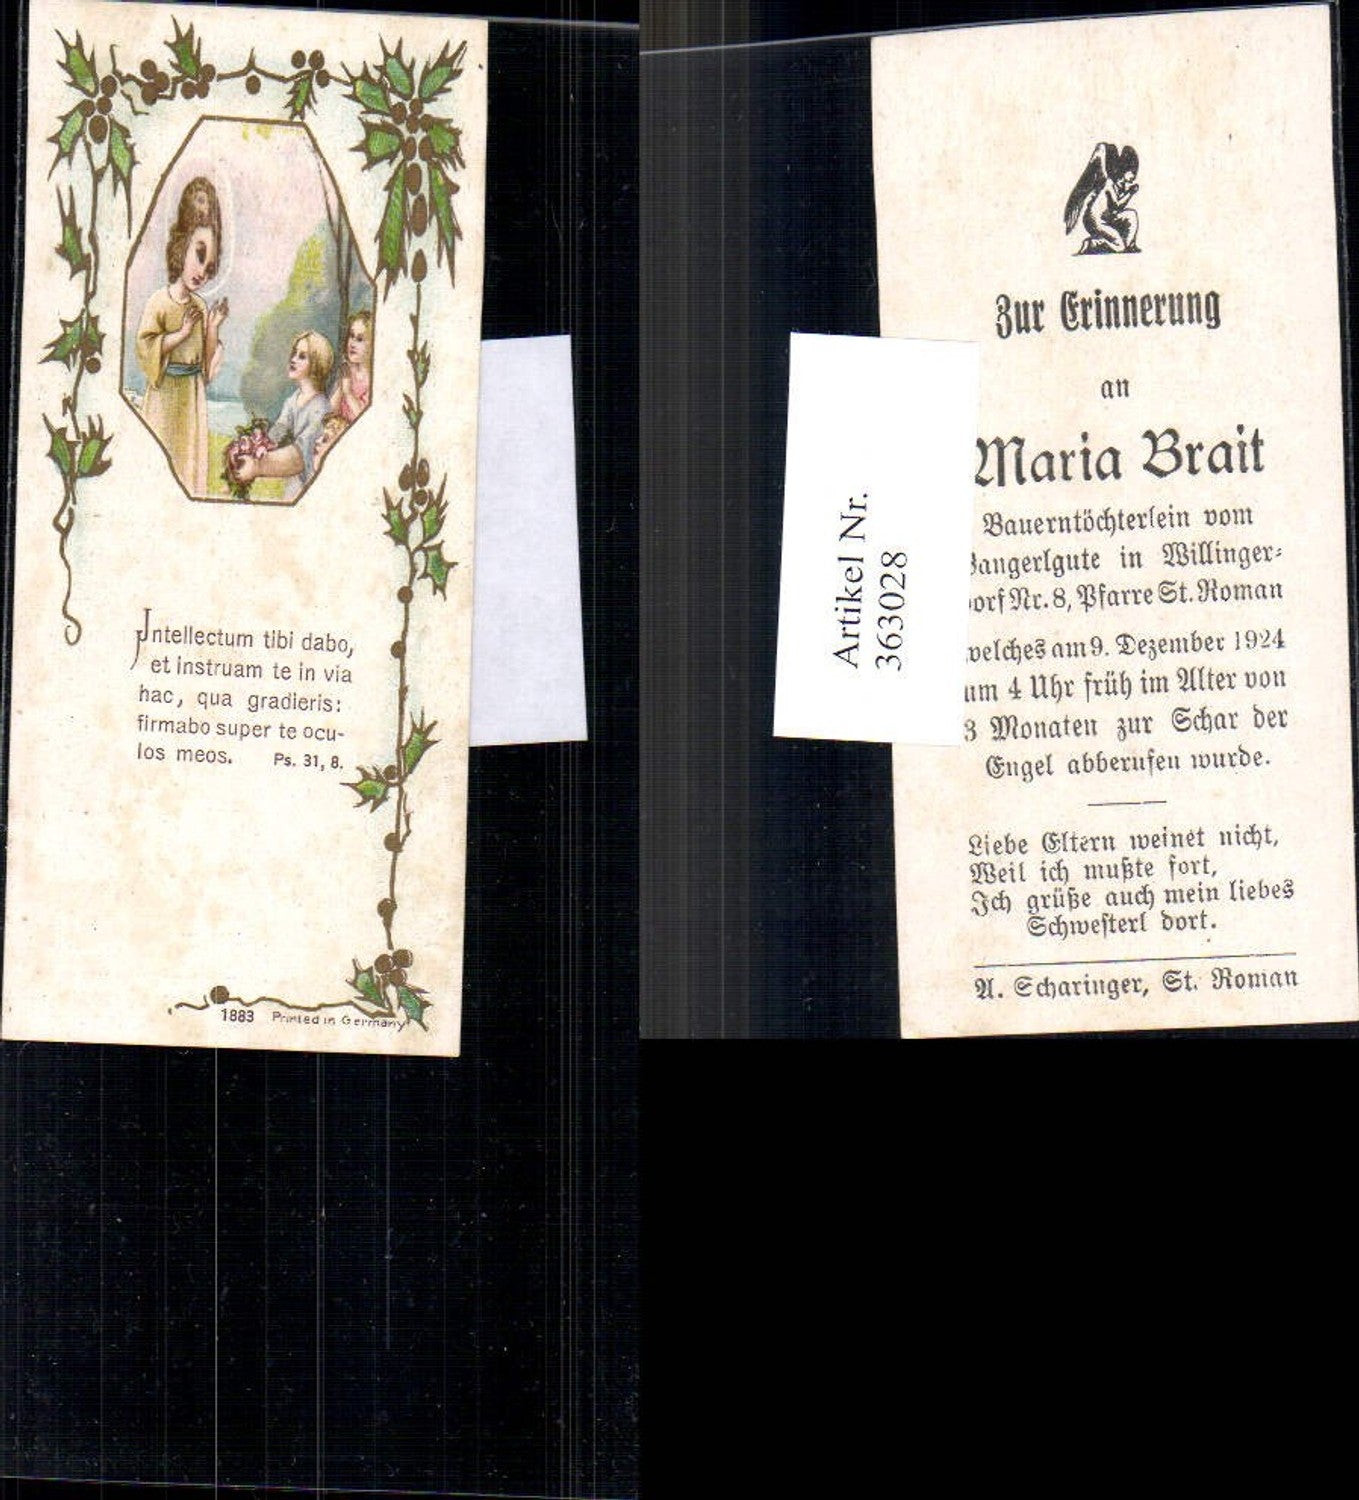 Intellectum tibi dabo,
et instruam te in via
hac, qua gradieris:
firmabo super te ocu-
los meos. Ps. 31, 8.
1883 Printed in Germany
Artikel Nr.
363028
Zur Erinnerung
an
Maria Brait
Bauerntöchterlein vom
angerlgute in Willinger-
orf Nr. 8, Pfarre St. Roman
welches am 9. Dezember 1924
um 4 Uhr früh im Alter von
3 Monaten zur Schar der
Engel abberufen wurde.
Liebe Eltern weinet nicht,
Weil ich mußte fort,
Ich grüße auch mein liebes
Schwesterl dort.
A. Scharinger, St. Roman